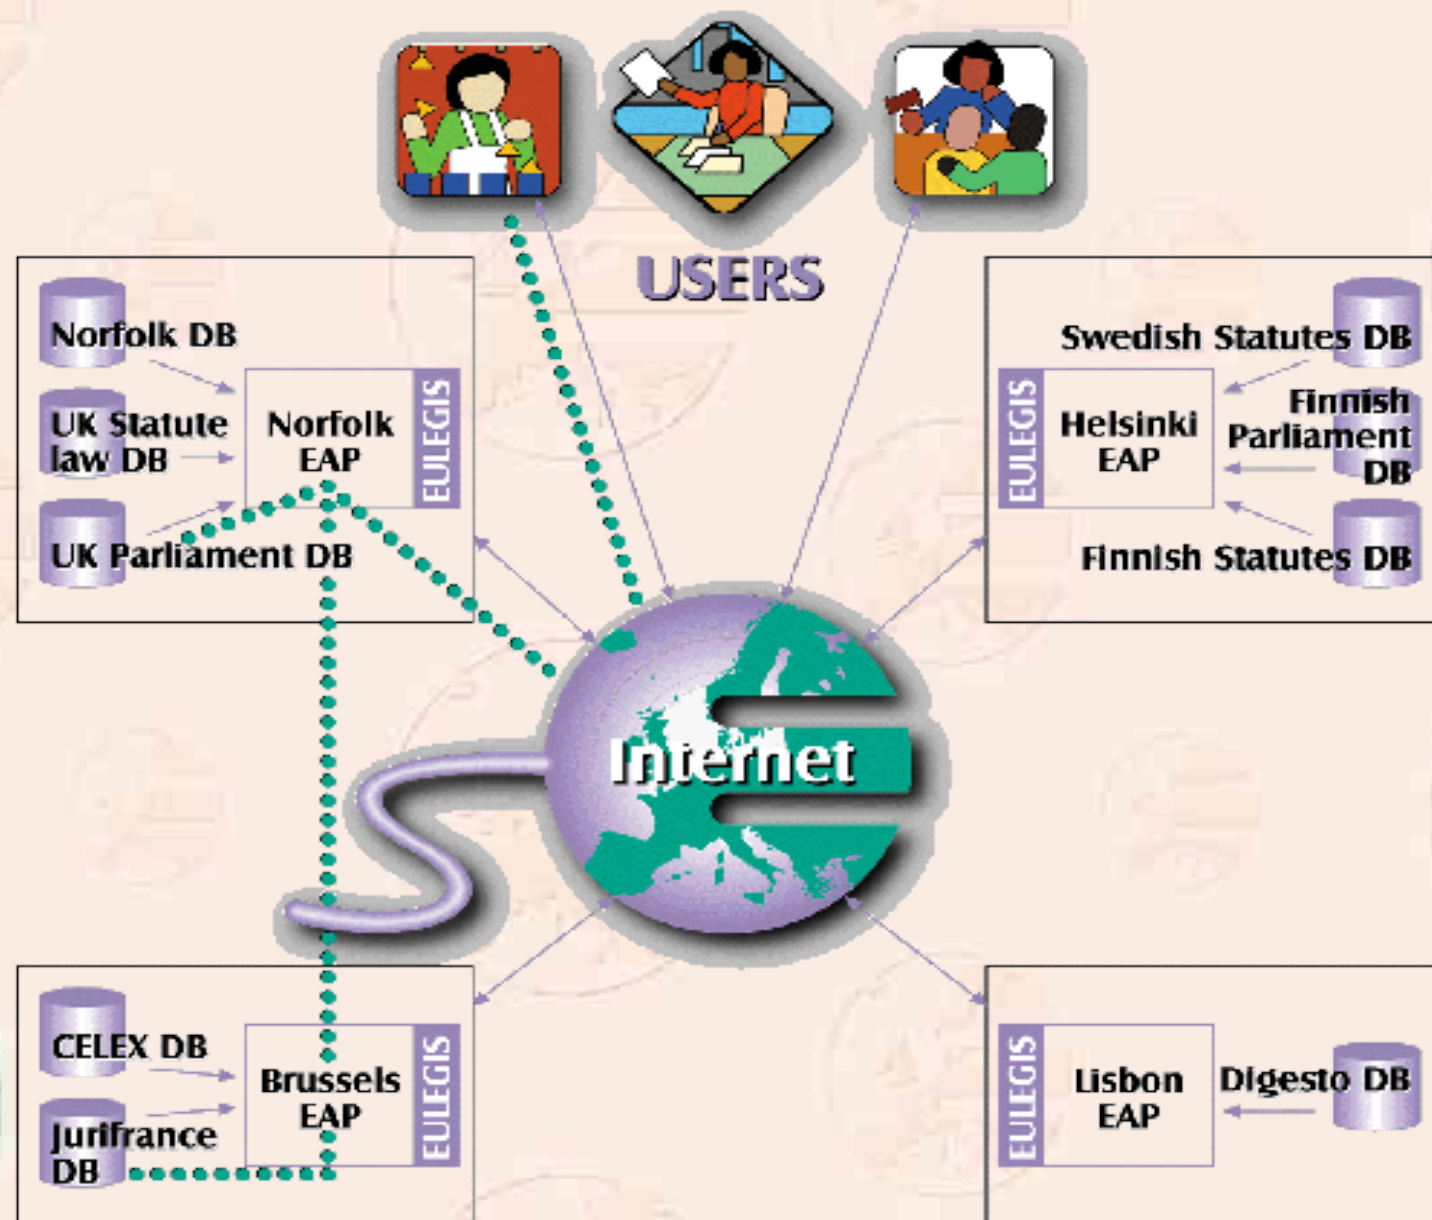 USERS
Norfolk DB
UK Statute
law DB
UK Parliament DB
Norfolk
EAP
EULEGIS
EULEGIS
Helsinki
EAP
Swedish Statutes DB
Finnish
Parliament
DB
Finnish Statutes DB
Internet
CELEX DB
Jurifrance
DB
Brussels
EAP
EULEGIS
EULEGIS
Lisbon
EAP
Digesto DB